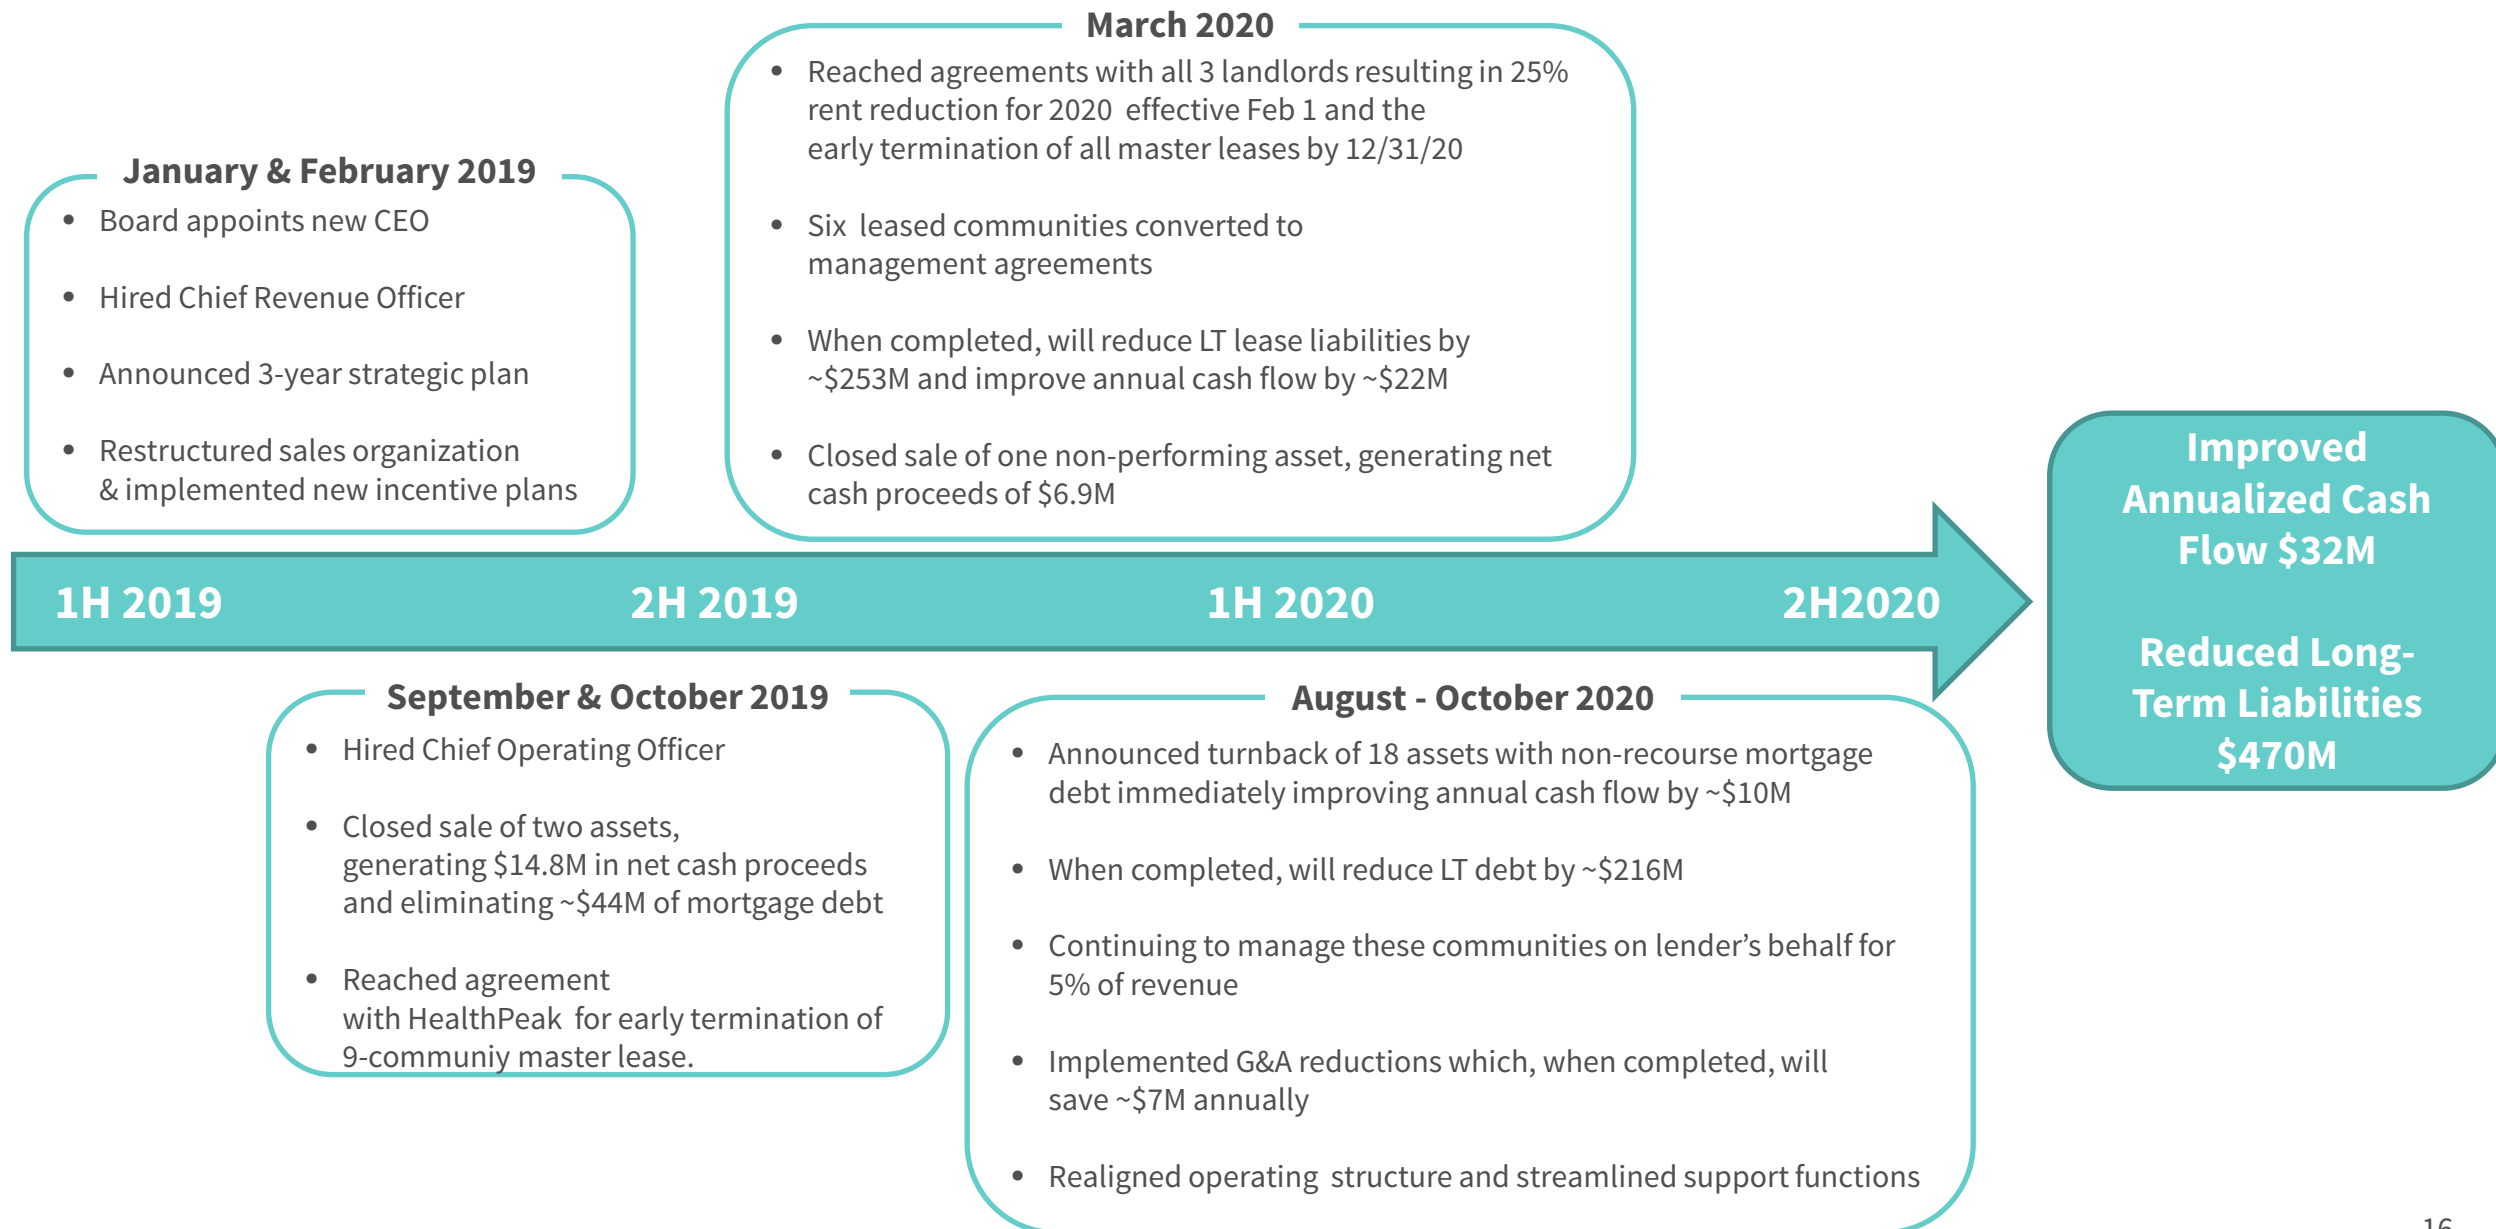 January & February 2019
• Board appoints new CEO
• Hired Chief Revenue Officer
• Announced 3-year strategic plan
• Restructured sales organization
& implemented new incentive plans
March 2020
• Reached agreements with all 3 landlords resulting in 25%
rent reduction for 2020 effective Feb 1 and the
early termination of all master leases by 12/31/20
• Six leased communities converted to
management agreements
• When completed, will reduce LT lease liabilities by
~$253M and improve annual cash flow by ~$22M
• Closed sale of one non-performing asset, generating net
cash proceeds of $6.9M
1H 2019
2H 2019
1H 2020
2H2020
Improved
Annualized Cash
Flow $32M
Reduced Long-
Term Liabilities
$470M
September & October 2019
• Hired Chief Operating Officer
• Closed sale of two assets,
generating $14.8M in net cash proceeds
and eliminating ~$44M of mortgage debt
• Reached agreement
with HealthPeak for early termination of
9-communiy master lease.
August - October 2020
• Announced turnback of 18 assets with non-recourse mortgage
debt immediately improving annual cash flow by ~$10M
• When completed, will reduce LT debt by ~$216M
• Continuing to manage these communities on lender’s behalf for
5% of revenue
• Implemented G&A reductions which, when completed, will
save ~$7M annually
• Realigned operating structure and streamlined support functions
16